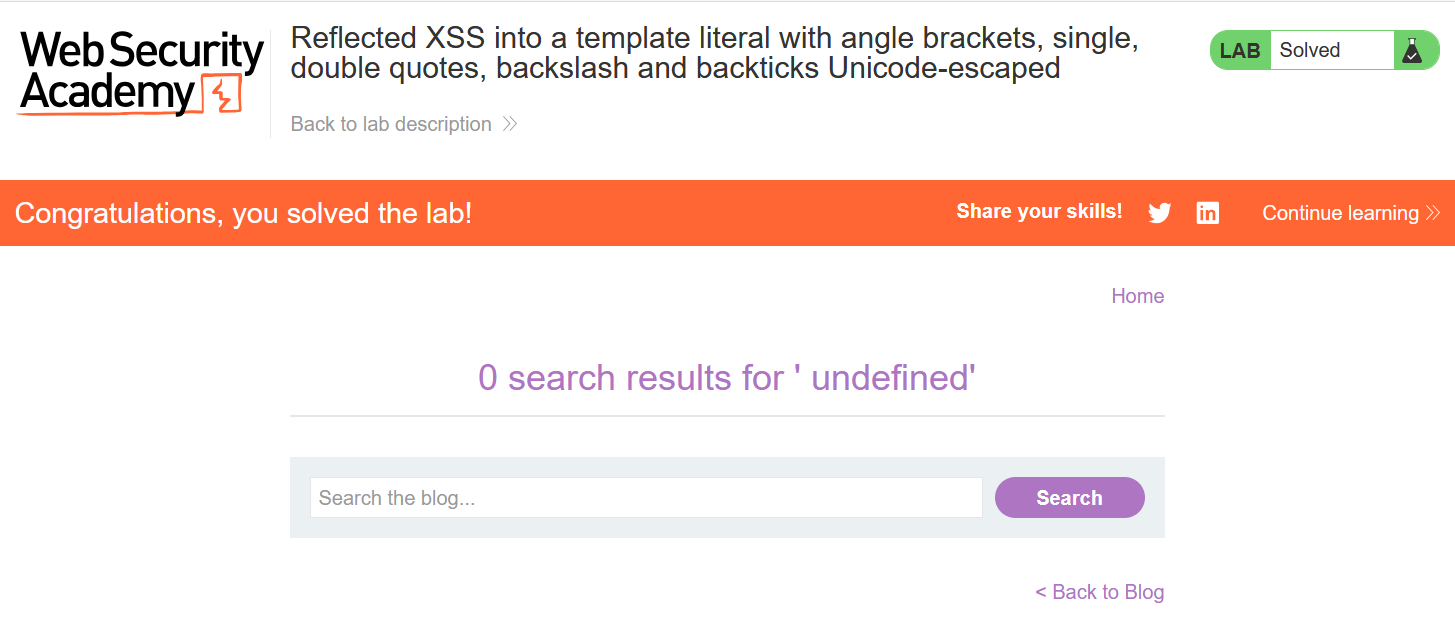 Web Security
Academy
Reflected XSS into a template literal with angle brackets, single,
double quotes, backslash and backticks Unicode-escaped
Back to lab description
LAB Solved
Congratulations, you solved the lab!
Share your skills!
Continue learning
Home
0 search results for ' undefined'
Search the blog...
Search
< Back to Blog